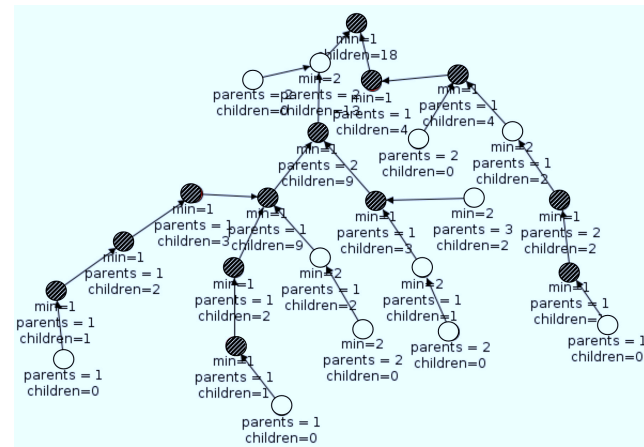 min=1
children=18
min=2
parents = 2
children=13
parents = 2
children=0
min=1
parents = 1
children=4
min=1
parents = 1
children=4
parents = 2
children=0
min=2
parents = 1
children=2
min=1
parents = 2
children=9
min=1
parents = 1
children=3
min=1
parents = 1
children=9
min=1
parents = 1
children=3
min=2
parents = 3
children=2
min=1
parents = 2
children=2
min=1
parents = 1
children=2
min=1
parents = 1
children=2
min=2
parents = 1
children=2
min=2
parents = 1
children=1
min=1
parents = 1
children=
min=1
parents = 1
children=1
min=2
parents = 2
children=0
parents = 2
children=0
parents = 1
children=0
parents = 1
children=0
min=1
parents = 1
children=1
parents = 1
children=0